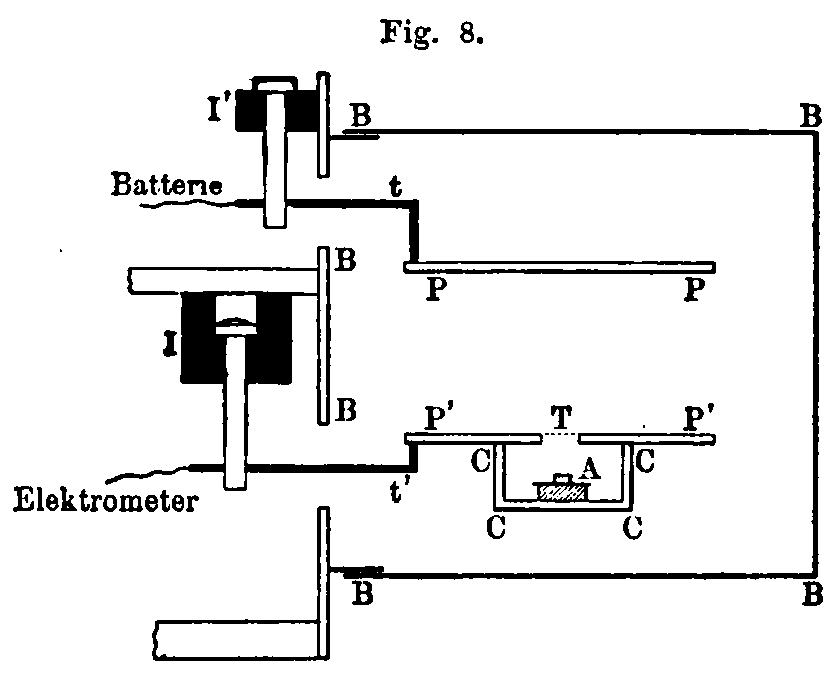 Fig. 8.
I'
B B
Batterie t
B
P P
I
B
P' T P'
C A C
t'
Elektrometer
C C
B B